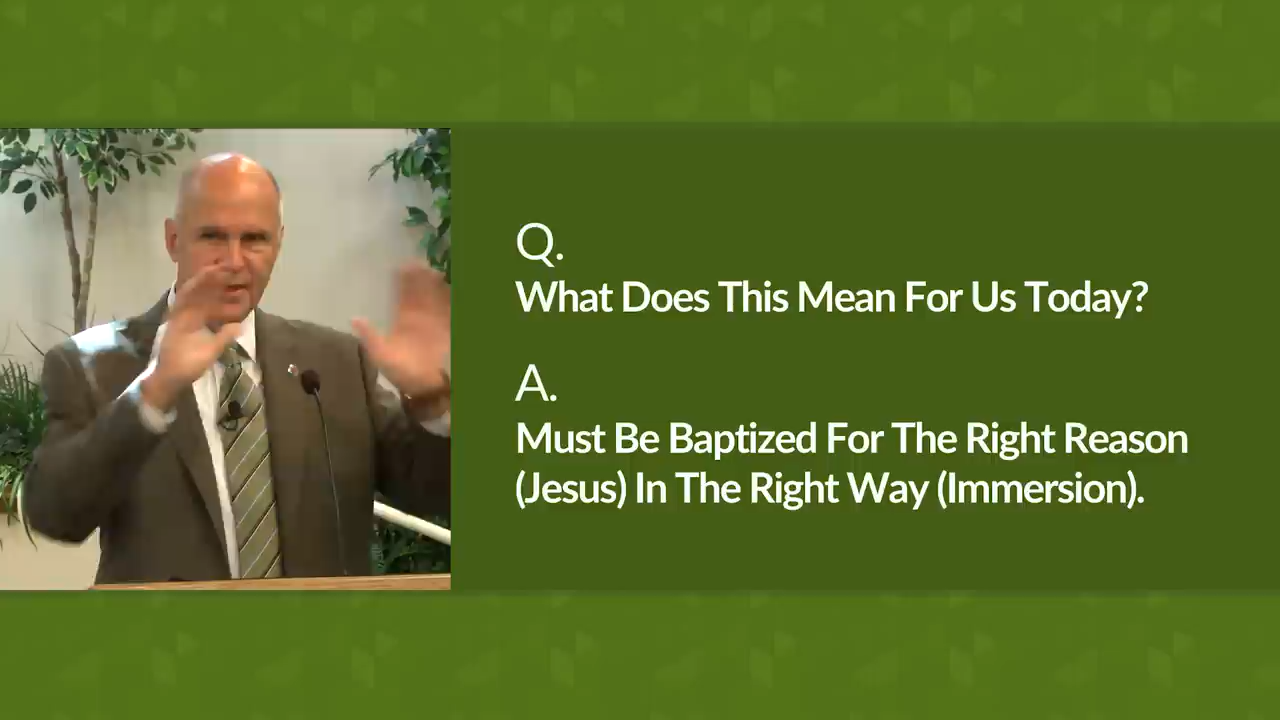 Q.
What Does This Mean For Us Today?
A.
Must Be Baptized For The Right Reason
(Jesus) In The Right Way (Immersion).